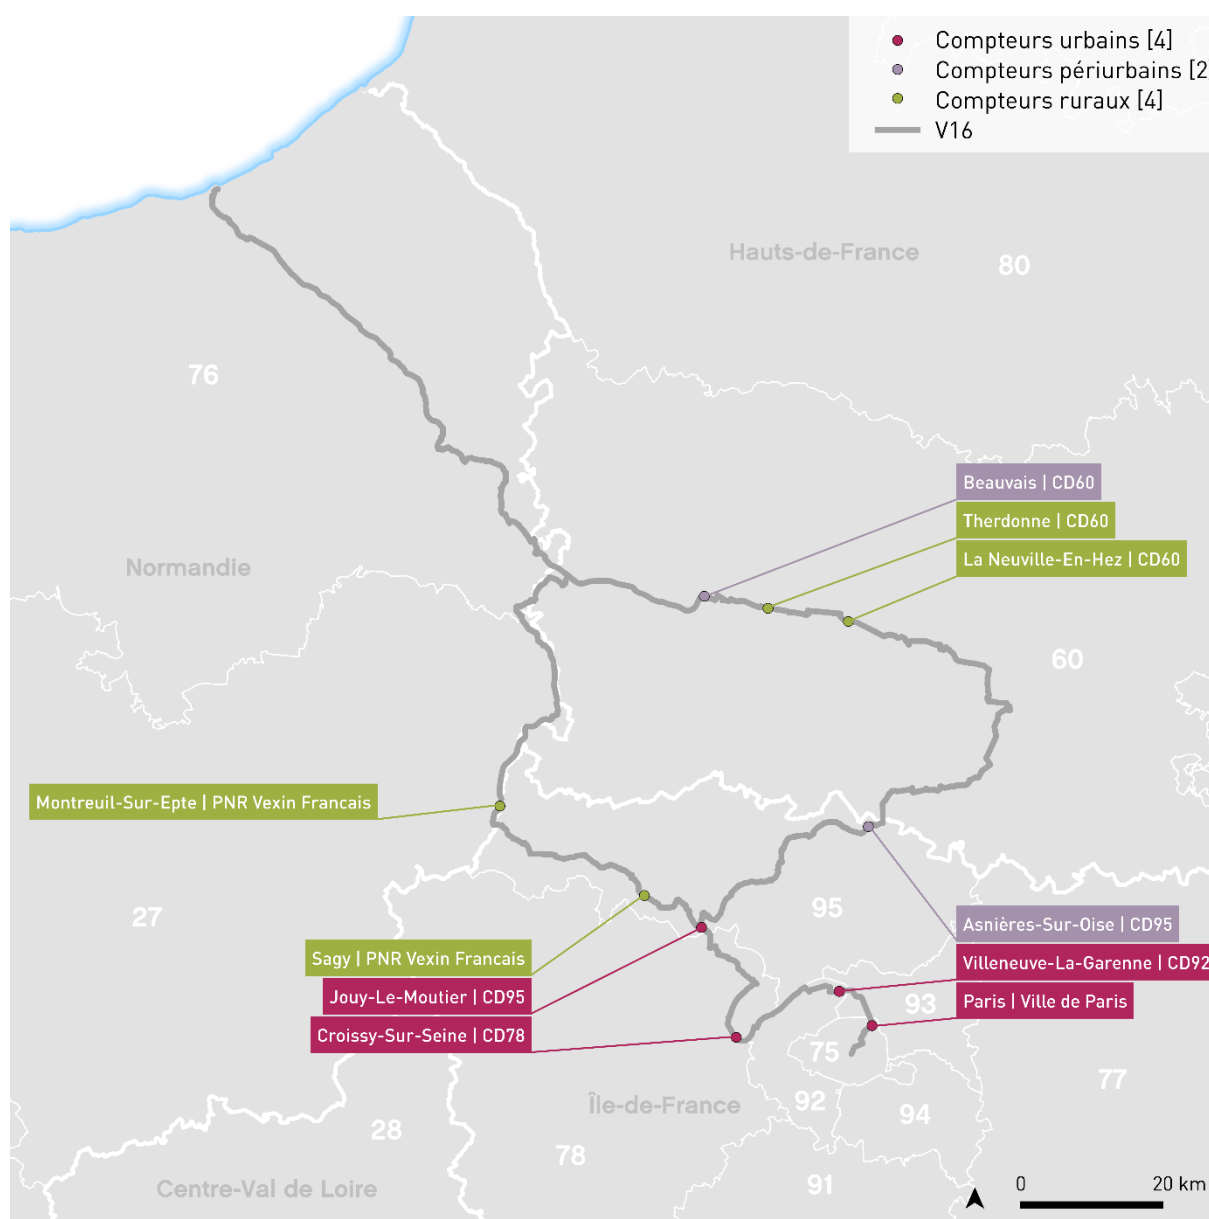 Compteurs urbains [4]
Compteurs périurbains [2
Compteurs ruraux [4]
V16
Hauts-de-France
80
76
Beauvais | CD60
Therdonne | CD60
La Neuville-En-Hez | CD60
Normandie
60
Montreuil-Sur-Epte | PNR Vexin Francais
27
95
Asnières-Sur-Oise | CD95
Sagy | PNR Vexin Francais
Villeneuve-La-Garenne | CD92
Jouy-Le-Moutier | CD95
93
Paris | Ville de Paris
Croissy-Sur-Seine | CD78
75
77
Île-de-France
92
94
28
78
91
Centre-Val de Loire
0
20 km